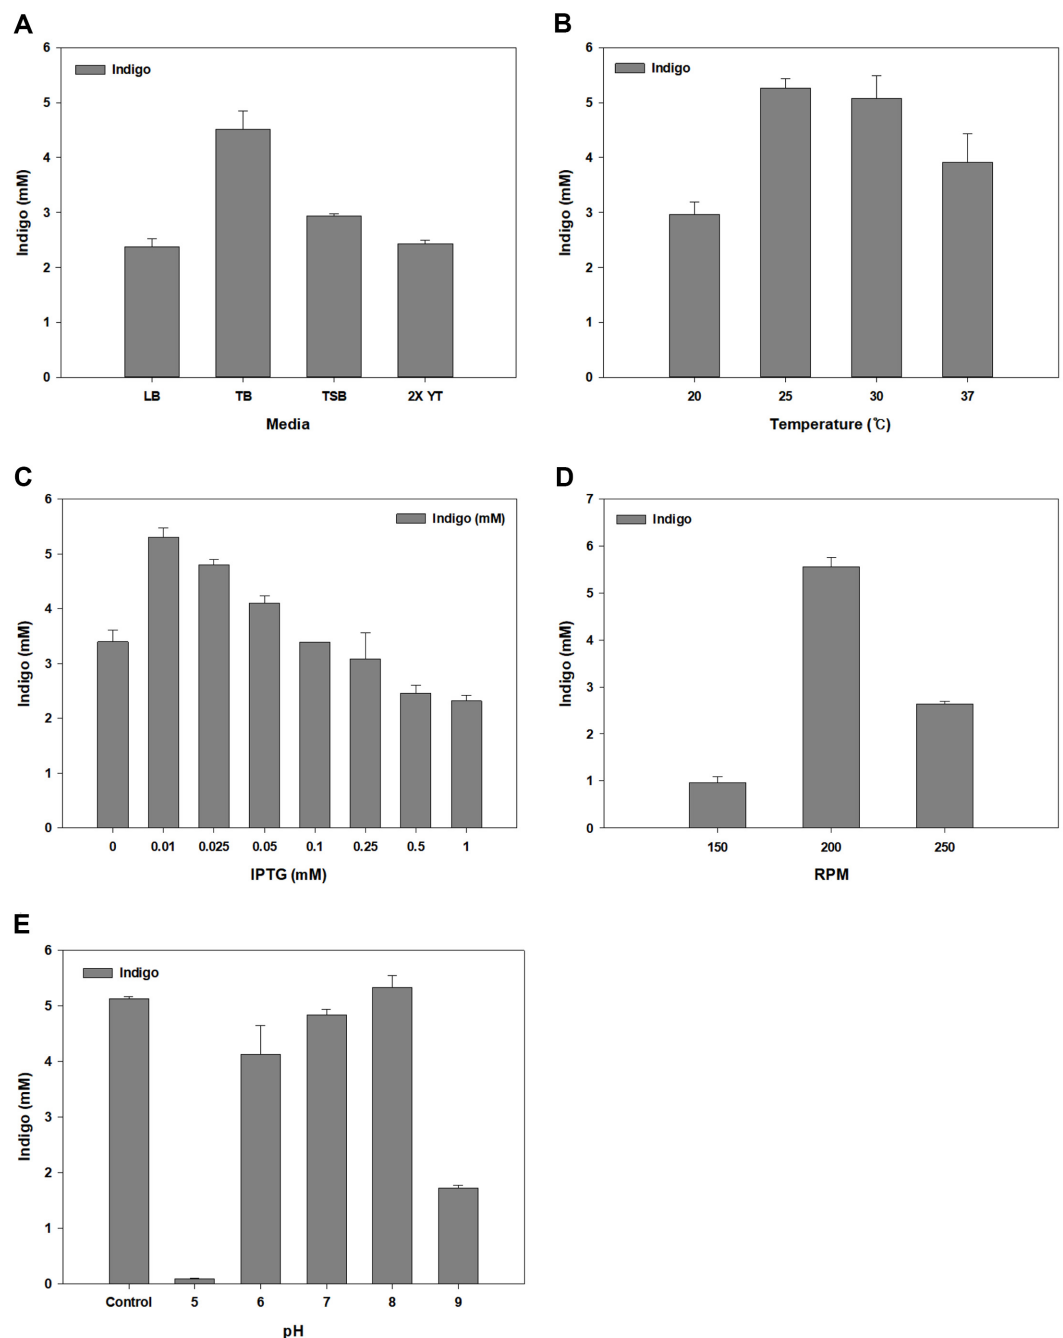 A
6
5
4
3
2
1
0
Indigo (mM)
Indigo
LB TB TSB 2X YT
Media
B
6
5
4
3
2
1
0
Indigo (mM)
Indigo
20 25 30 37
Temperature (℃)
C
6
5
4
3
2
1
0
Indigo (mM)
Indigo (mM)
0 0.01 0.025 0.05 0.1 0.25 0.5 1
IPTG (mM)
D
7
6
5
4
3
2
1
0
Indigo (mM)
Indigo
150 200 250
RPM
E
6
5
4
3
2
1
0
Indigo (mM)
Indigo
Control 5 6 7 8 9
pH